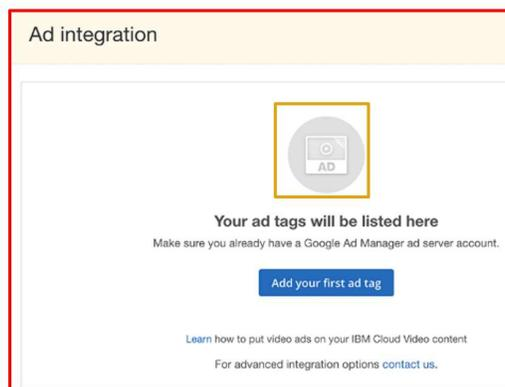 Ad integration
AD
Your ad tags will be listed here
Make sure you already have a Google Ad Manager ad server account.
Add your first ad tag
Learn how to put video ads on your IBM Cloud Video content
For advanced integration options contact us.